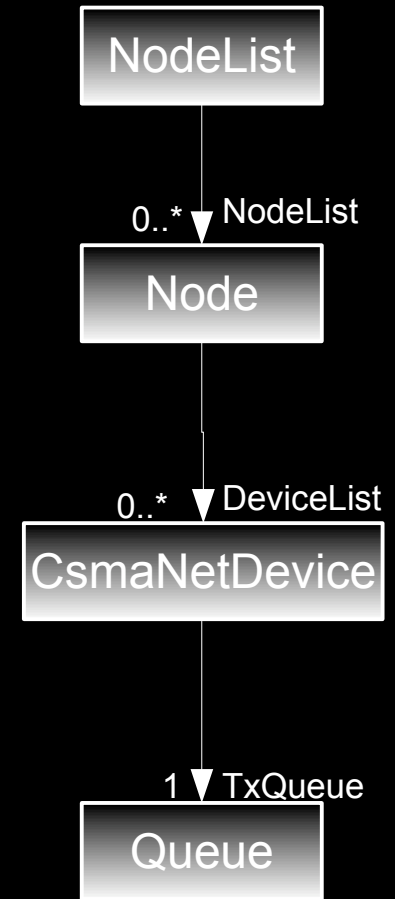 NodeList
0..* NodeList
Node
0..* DeviceList
CsmaNetDevice
1 TxQueue
Queue